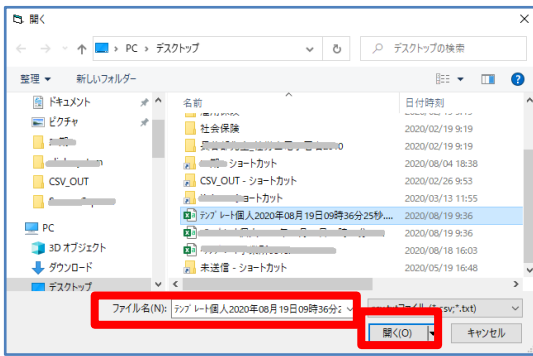 開く
PC › デスクトップ
デスクトップの検索
整理 新しいフォルダー
ドキュメント
ピクチャ
CSV_OUT
PC
3D オブジェクト
ダウンロード
デスクトップ
名前 日付時刻
社会保険 2020/02/19 9:19
2020/02/19 9:19
ショートカット 2020/08/04 18:38
CSV_OUT - ショートカット 2020/02/26 9:53
ートカット 2020/03/13 11:55
テンプレート個人2020年08月19日09時36分25秒.... 2020/08/19 9:36
2020/08/19 9:36
2020/08/18 16:03
未送信 - ショートカット 2020/05/19 16:48
ファイル名(N): テンプレート個人2020年08月19日09時36分2
ファイル (*.csv;*.txt)
開く(O) キャンセル